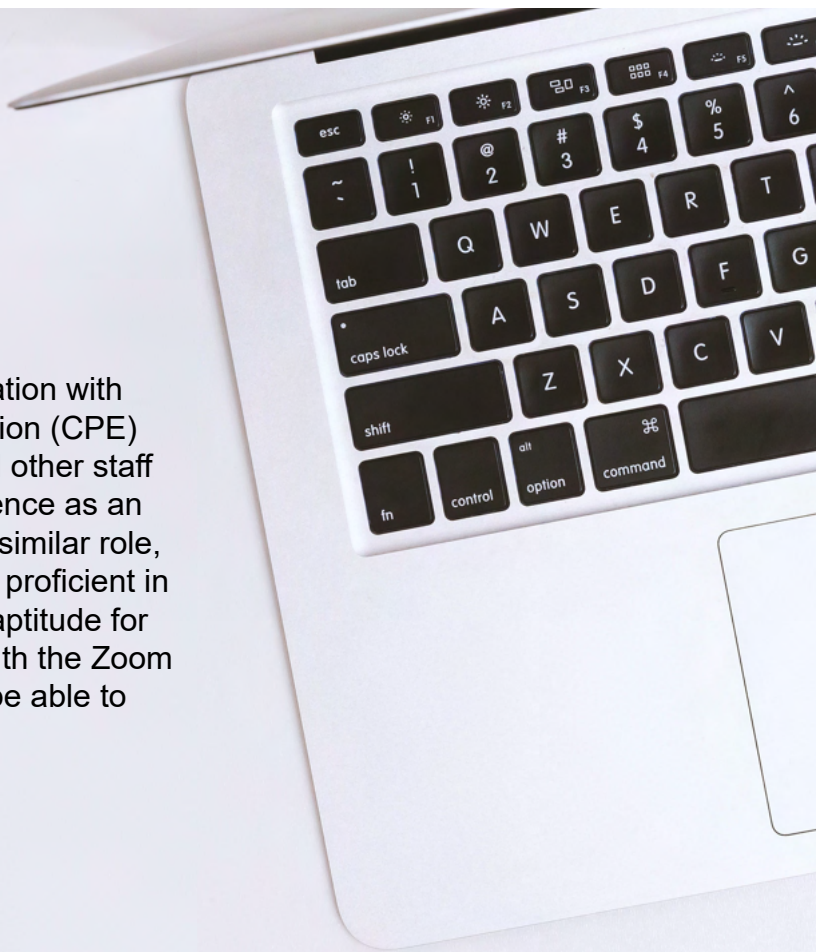 esc
F1
F2
F3
F4
F5
~
`
!
1
@
2
#
3
$
4
%
5
^
6
tab
Q
W
E
R
T
caps lock
A
S
D
F
G
shift
Z
X
C
V
fn
control
alt
option
⌘
command
ation with
ion (CPE)
other staff
ence as an
similar role,
proficient in
aptitude for
th the Zoom
be able to